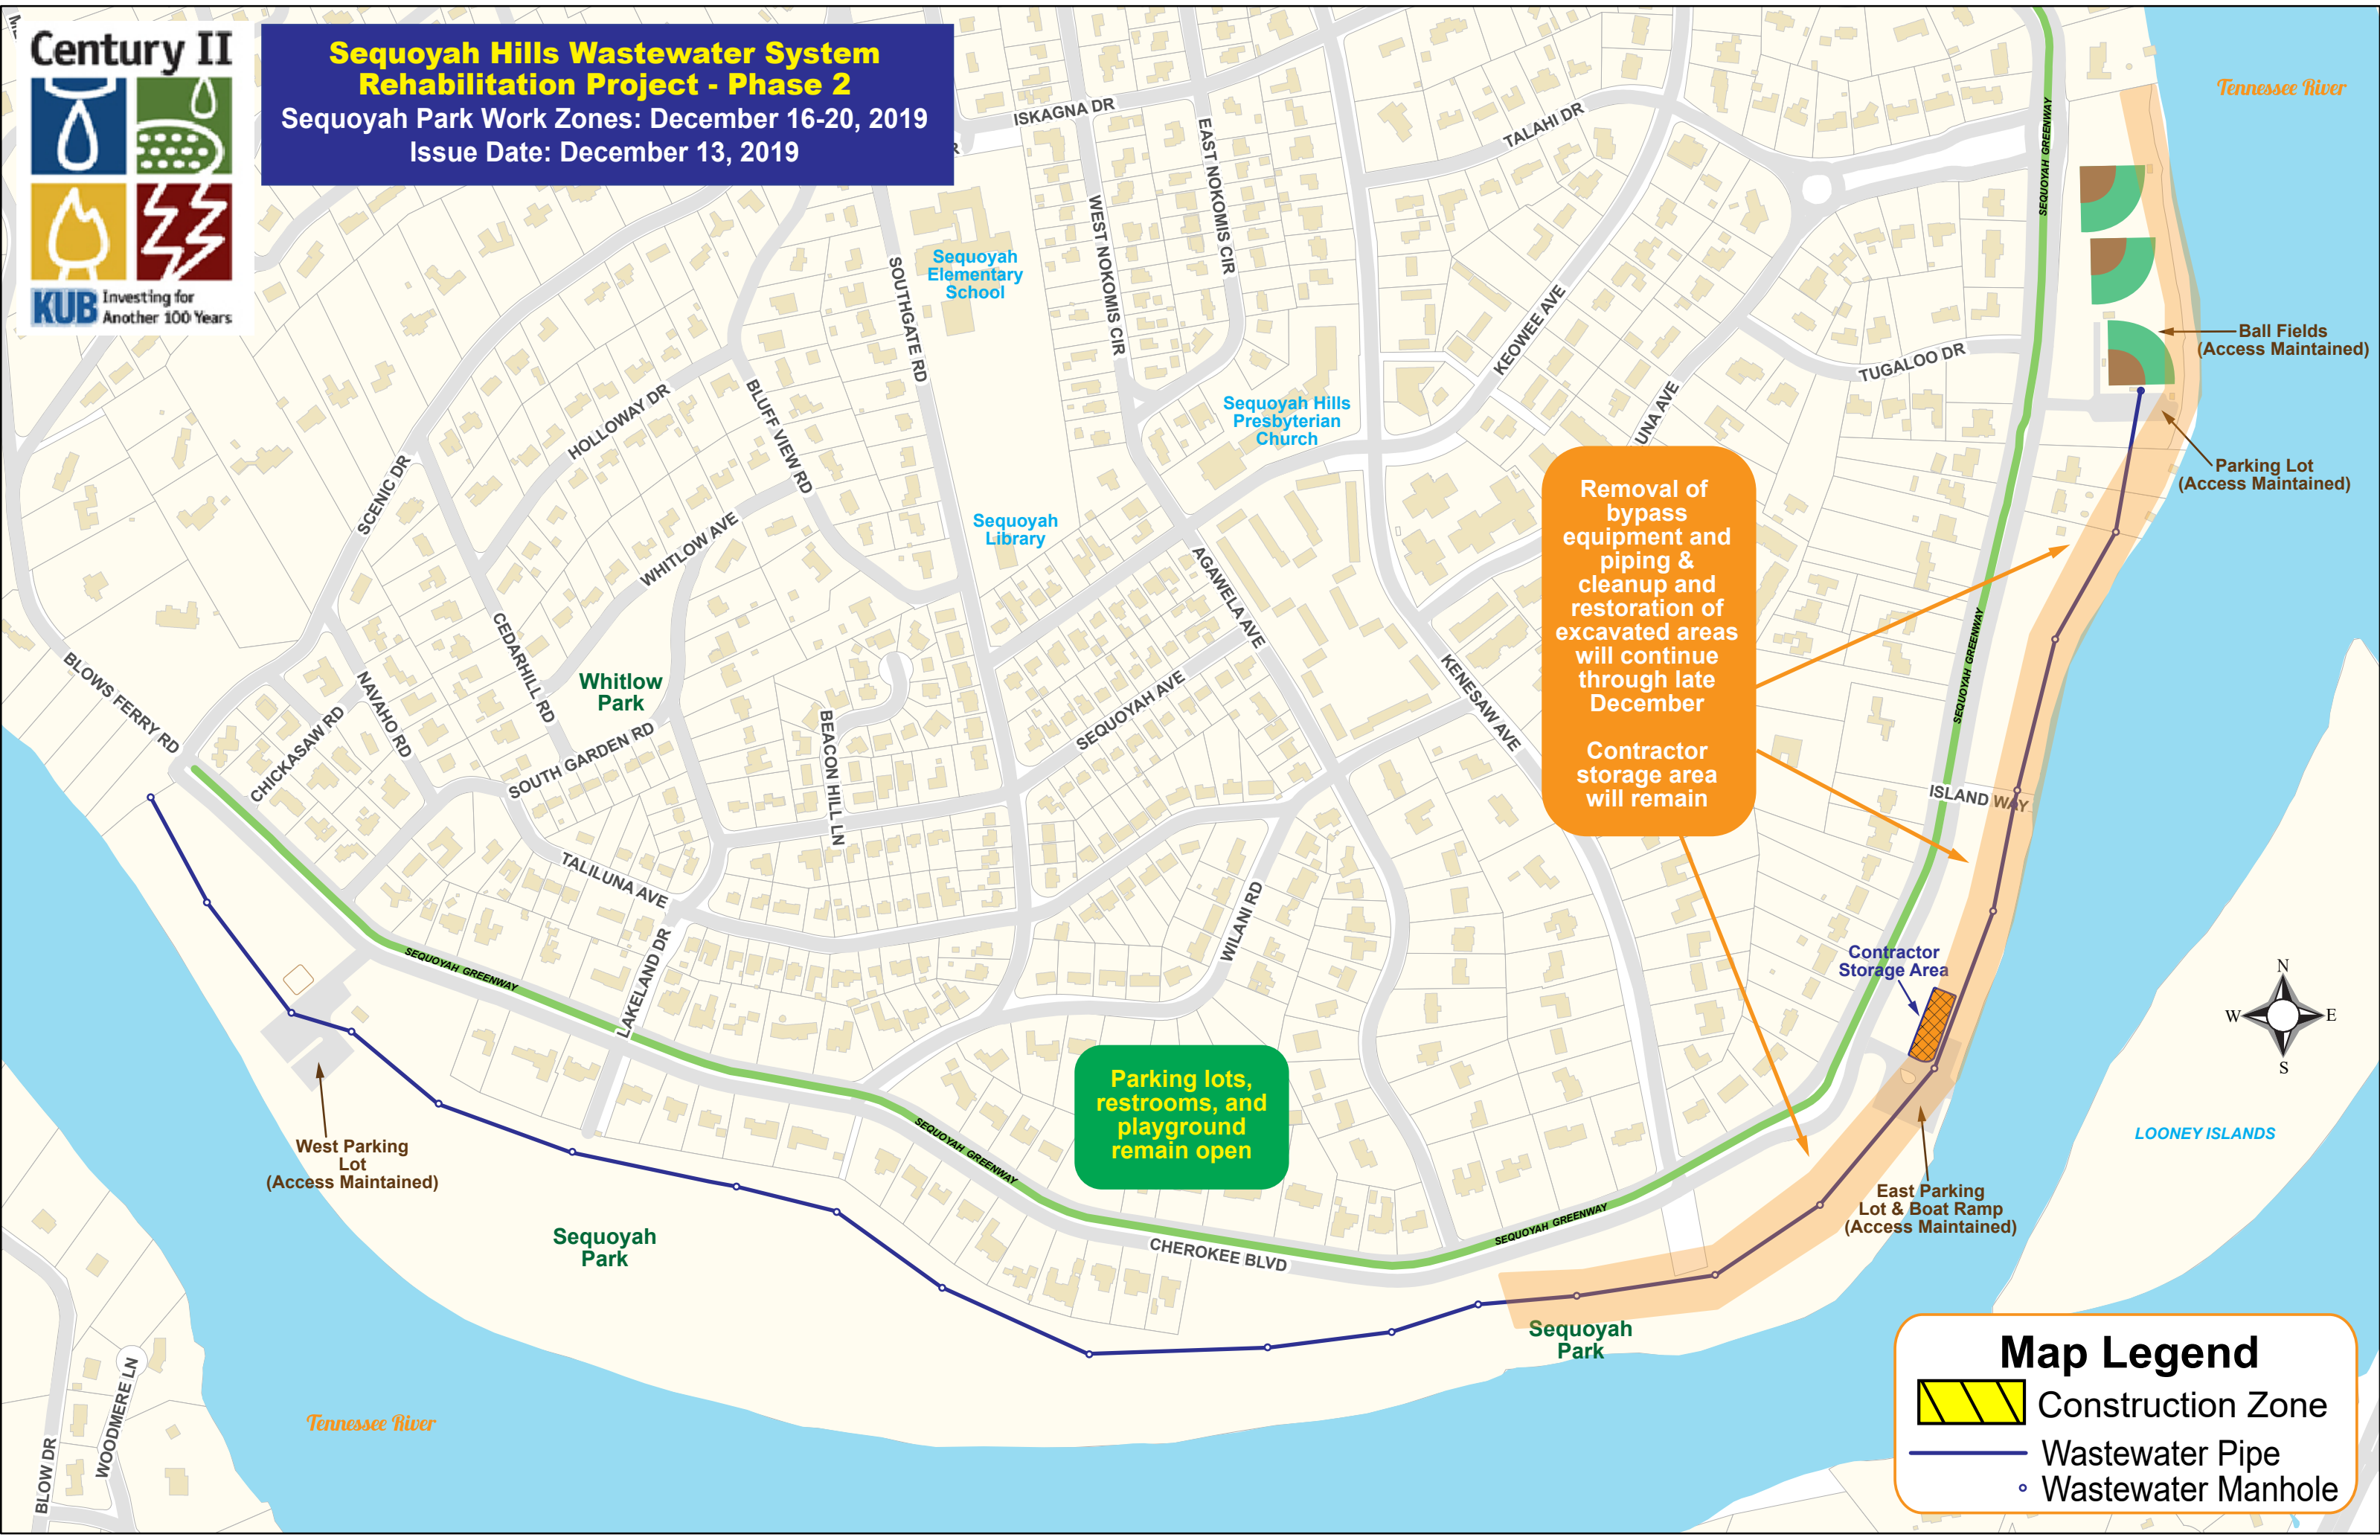 Century II
KUB Investing for
Another 100 Years
Sequoyah Hills Wastewater System
Rehabilitation Project - Phase 2
Sequoyah Park Work Zones: December 16-20, 2019
Issue Date: December 13, 2019
Tennessee River
ISKAGNA DR
TALAHI DR
EAST NOKOMIS CIR
WEST NOKOMIS CIR
SOUTHGATE RD
SEQUOYAH GREENWAY
Sequoyah
Elementary
School
KEOWEE AVE
TUGALOO DR
UNA AVE
Ball Fields
(Access Maintained)
Parking Lot
(Access Maintained)
Sequoyah Hills
Presbyterian
Church
HOLLOWAY DR
BLUFF VIEW RD
SCENIC DR
WHITLOW AVE
Sequoyah
Library
AGAWELA AVE
CEDARHILL RD
Whitlow
Park
BLOWS FERRY RD
NAVAHO RD
CHICKASAW RD
SOUTH GARDEN RD
BEACON HILL LN
SEQUOYAH AVE
KENESAW AVE
Removal of
bypass
equipment and
piping &
cleanup and
restoration of
excavated areas
will continue
through late
December
Contractor
storage area
will remain
SEQUOYAH GREENWAY
ISLAND WAY
TALILUNA AVE
LAKELAND DR
WILANI RD
Contractor
Storage Area
SEQUOYAH GREENWAY
Parking lots,
restrooms, and
playground
remain open
N
W
E
S
LOONEY ISLANDS
West Parking
Lot
(Access Maintained)
SEQUOYAH GREENWAY
East Parking
Lot & Boat Ramp
(Access Maintained)
SEQUOYAH GREENWAY
CHEROKEE BLVD
Sequoyah
Park
Sequoyah
Park
Tennessee River
WOODMERE LN
BLOW DR
Map Legend
Construction Zone
Wastewater Pipe
Wastewater Manhole